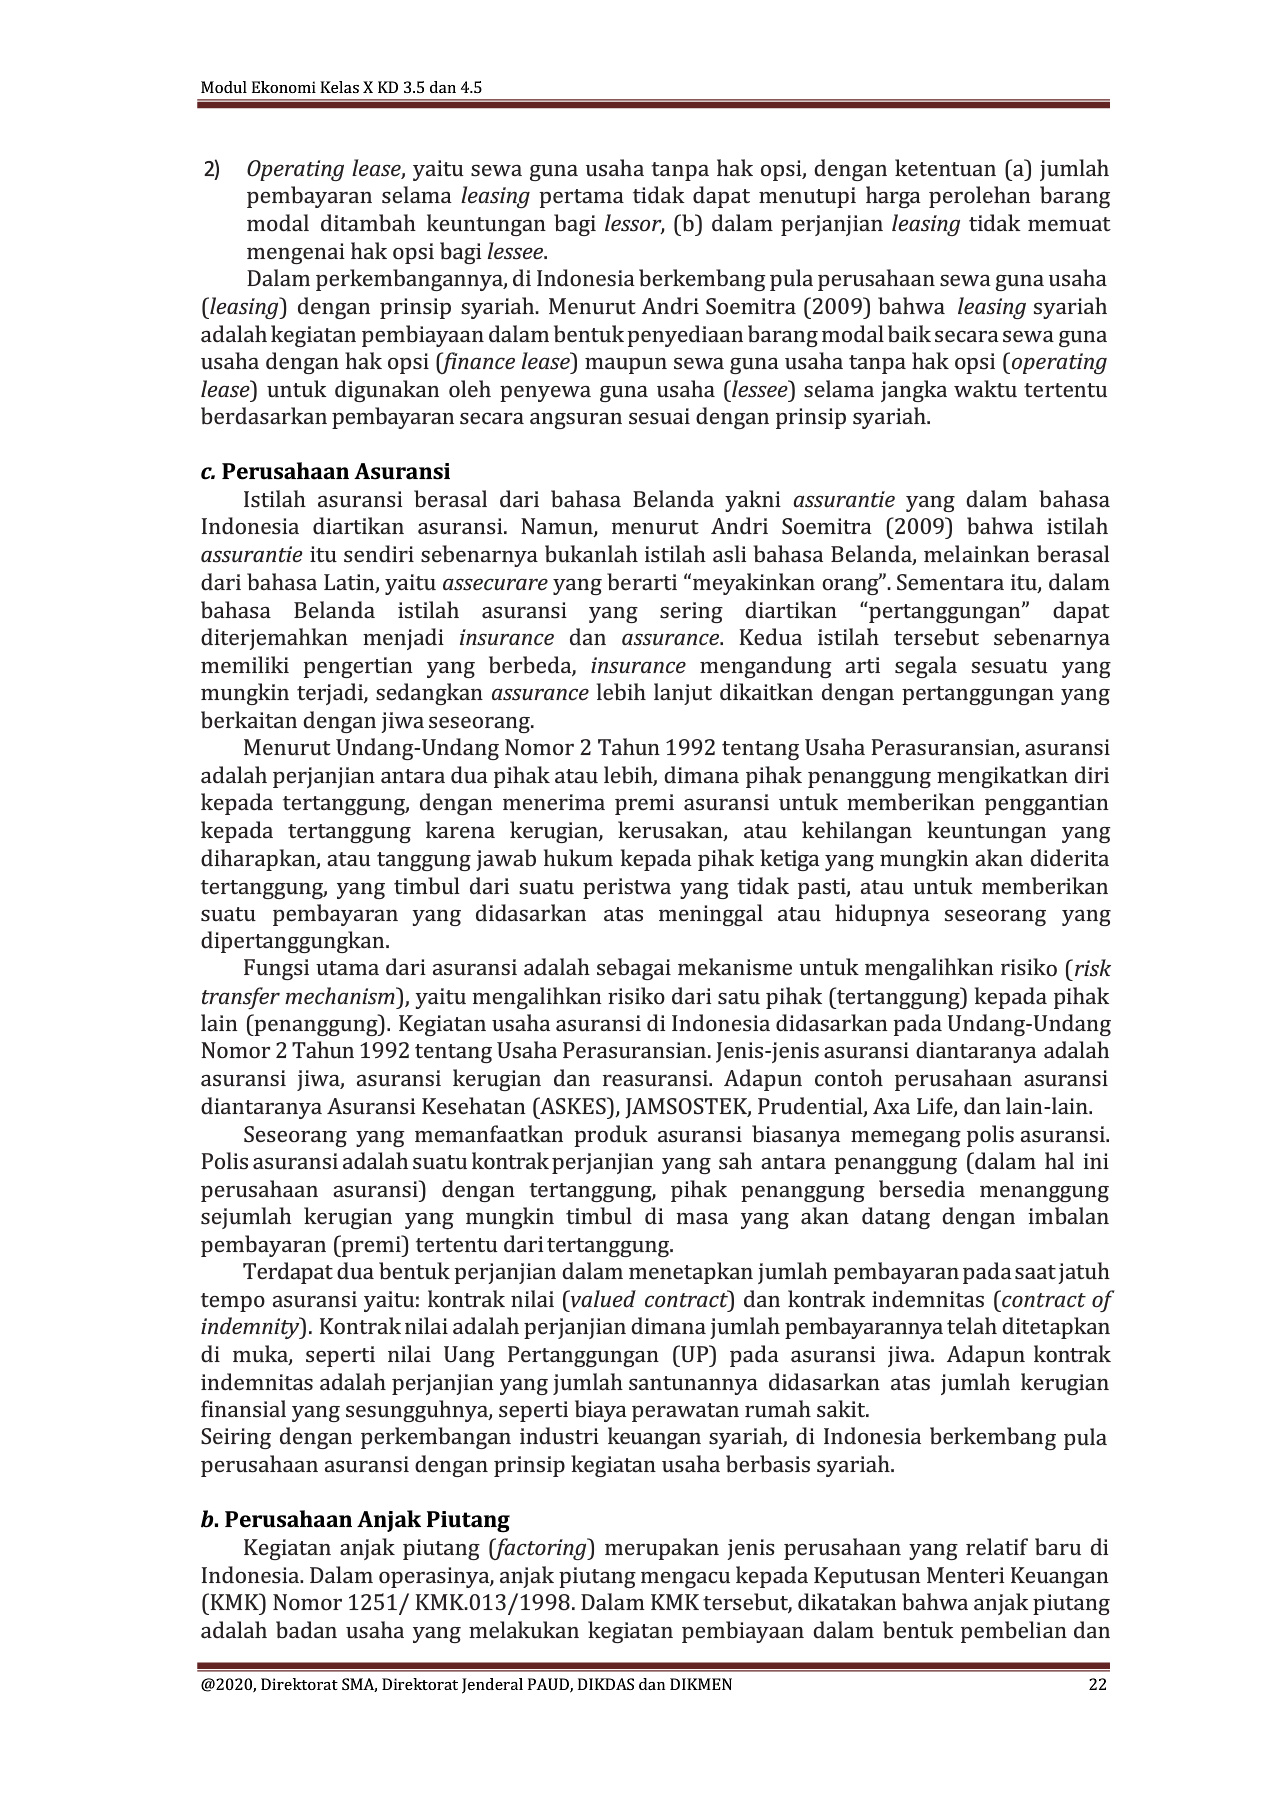 Modul Ekonomi Kelas X KD 3.5 dan 4.5
2) Operating lease, yaitu sewa guna usaha tanpa hak opsi, dengan ketentuan (a) jumlah
pembayaran selama leasing pertama tidak dapat menutupi harga perolehan barang
modal ditambah keuntungan bagi lessor, (b) dalam perjanjian leasing tidak memuat
mengenai hak opsi bagi lessee.
Dalam perkembangannya, di Indonesia berkembang pula perusahaan sewa guna usaha
(leasing) dengan prinsip syariah. Menurut Andri Soemitra (2009) bahwa leasing syariah
adalah kegiatan pembiayaan dalam bentuk penyediaan barang modal baik secara sewa guna
usaha dengan hak opsi (finance lease) maupun sewa guna usaha tanpa hak opsi (operating
lease) untuk digunakan oleh penyewa guna usaha (lessee) selama jangka waktu tertentu
berdasarkan pembayaran secara angsuran sesuai dengan prinsip syariah.
c. Perusahaan Asuransi
Istilah asuransi berasal dari bahasa Belanda yakni assurantie yang dalam bahasa
Indonesia diartikan asuransi. Namun, menurut Andri Soemitra (2009) bahwa istilah
assurantie itu sendiri sebenarnya bukanlah istilah asli bahasa Belanda, melainkan berasal
dari bahasa Latin, yaitu assecurare yang berarti “meyakinkan orang”. Sementara itu, dalam
bahasa Belanda istilah asuransi yang sering diartikan “pertanggungan” dapat
diterjemahkan menjadi insurance dan assurance. Kedua istilah tersebut sebenarnya
memiliki pengertian yang berbeda, insurance mengandung arti segala sesuatu yang
mungkin terjadi, sedangkan assurance lebih lanjut dikaitkan dengan pertanggungan yang
berkaitan dengan jiwa seseorang.
Menurut Undang-Undang Nomor 2 Tahun 1992 tentang Usaha Perasuransian, asuransi
adalah perjanjian antara dua pihak atau lebih, dimana pihak penanggung mengikatkan diri
kepada tertanggung, dengan menerima premi asuransi untuk memberikan penggantian
kepada tertanggung karena kerugian, kerusakan, atau kehilangan keuntungan yang
diharapkan, atau tanggung jawab hukum kepada pihak ketiga yang mungkin akan diderita
tertanggung, yang timbul dari suatu peristwa yang tidak pasti, atau untuk memberikan
suatu pembayaran yang didasarkan atas meninggal atau hidupnya seseorang yang
dipertanggungkan.
Fungsi utama dari asuransi adalah sebagai mekanisme untuk mengalihkan risiko (risk
transfer mechanism), yaitu mengalihkan risiko dari satu pihak (tertanggung) kepada pihak
lain (penanggung). Kegiatan usaha asuransi di Indonesia didasarkan pada Undang-Undang
Nomor 2 Tahun 1992 tentang Usaha Perasuransian. Jenis-jenis asuransi diantaranya adalah
asuransi jiwa, asuransi kerugian dan reasuransi. Adapun contoh perusahaan asuransi
diantaranya Asuransi Kesehatan (ASKES), JAMSOSTEK, Prudential, Axa Life, dan lain-lain.
Seseorang yang memanfaatkan produk asuransi biasanya memegang polis asuransi.
Polis asuransi adalah suatu kontrak perjanjian yang sah antara penanggung (dalam hal ini
perusahaan asuransi) dengan tertanggung, pihak penanggung bersedia menanggung
sejumlah kerugian yang mungkin timbul di masa yang akan datang dengan imbalan
pembayaran (premi) tertentu dari tertanggung.
Terdapat dua bentuk perjanjian dalam menetapkan jumlah pembayaran pada saat jatuh
tempo asuransi yaitu: kontrak nilai (valued contract) dan kontrak indemnitas (contract of
indemnity). Kontrak nilai adalah perjanjian dimana jumlah pembayarannya telah ditetapkan
di muka, seperti nilai Uang Pertanggungan (UP) pada asuransi jiwa. Adapun kontrak
indemnitas adalah perjanjian yang jumlah santunannya didasarkan atas jumlah kerugian
finansial yang sesungguhnya, seperti biaya perawatan rumah sakit.
Seiring dengan perkembangan industri keuangan syariah, di Indonesia berkembang pula
perusahaan asuransi dengan prinsip kegiatan usaha berbasis syariah.
b. Perusahaan Anjak Piutang
Kegiatan anjak piutang (factoring) merupakan jenis perusahaan yang relatif baru di
Indonesia. Dalam operasinya, anjak piutang mengacu kepada Keputusan Menteri Keuangan
(KMK) Nomor 1251/ KMK.013/1998. Dalam KMK tersebut, dikatakan bahwa anjak piutang
adalah badan usaha yang melakukan kegiatan pembiayaan dalam bentuk pembelian dan
@2020, Direktorat SMA, Direktorat Jenderal PAUD, DIKDAS dan DIKMEN 22